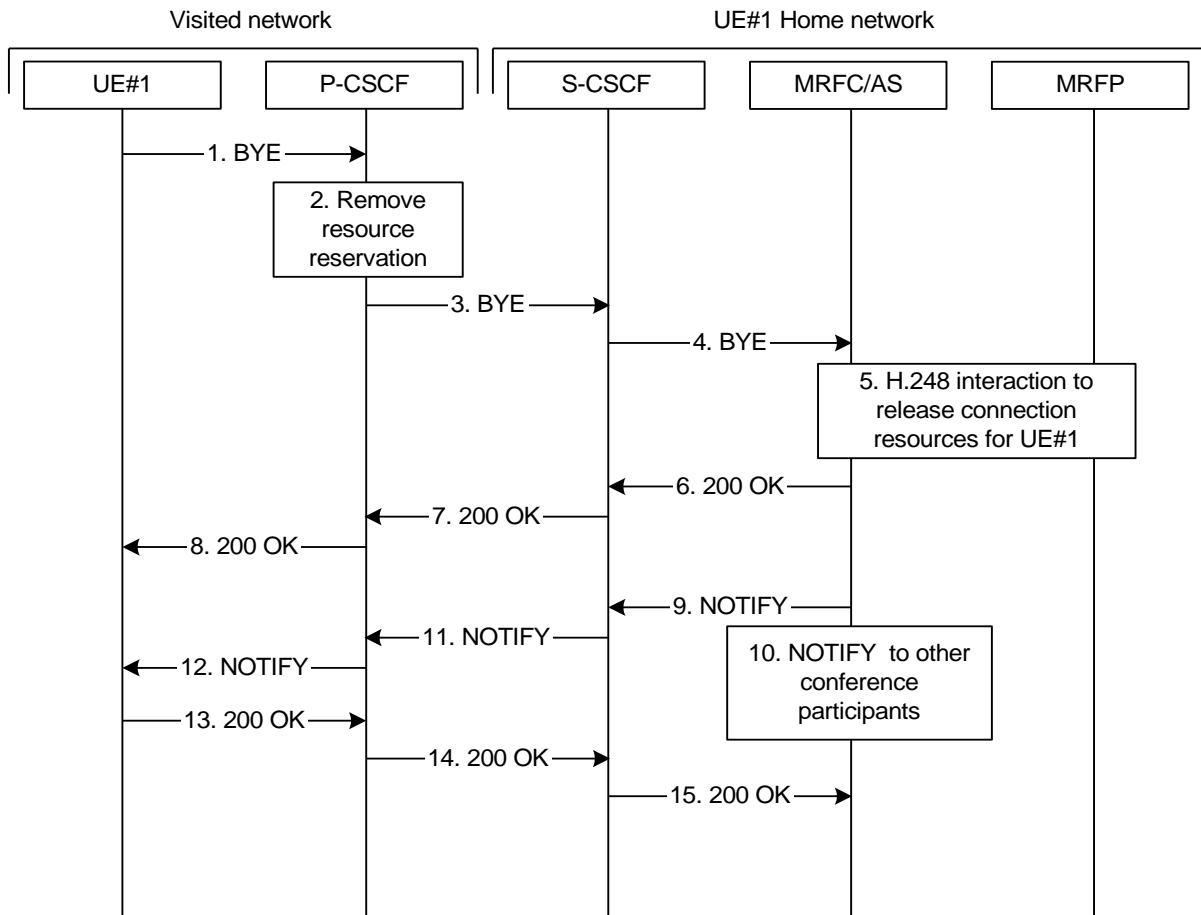 Visited network
UE#1 Home network
UE#1
P-CSCF
S-CSCF
MRFC/AS
MRFP
1. BYE
2. Remove
resource
reservation
3. BYE
4. BYE
5. H.248 interaction to
release connection
resources for UE#1
6. 200 OK
7. 200 OK
8. 200 OK
9. NOTIFY
10. NOTIFY to other
conference
participants
11. NOTIFY
12. NOTIFY
13. 200 OK
14. 200 OK
15. 200 OK